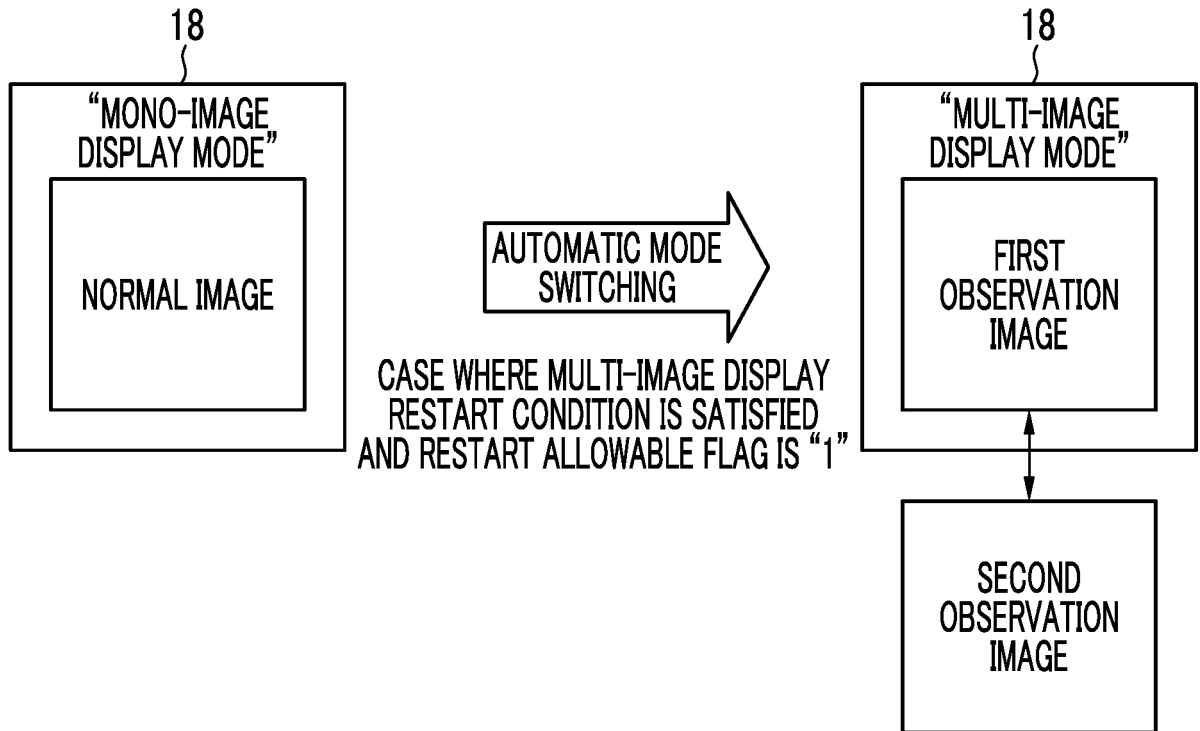 18
“MONO-IMAGE
DISPLAY MODE”
NORMAL IMAGE
AUTOMATIC MODE
SWITCHING
CASE WHERE MULTI-IMAGE DISPLAY
RESTART CONDITION IS SATISFIED
AND RESTART ALLOWABLE FLAG IS “1”
18
“MULTI-IMAGE
DISPLAY MODE”
FIRST
OBSERVATION
IMAGE
SECOND
OBSERVATION
IMAGE